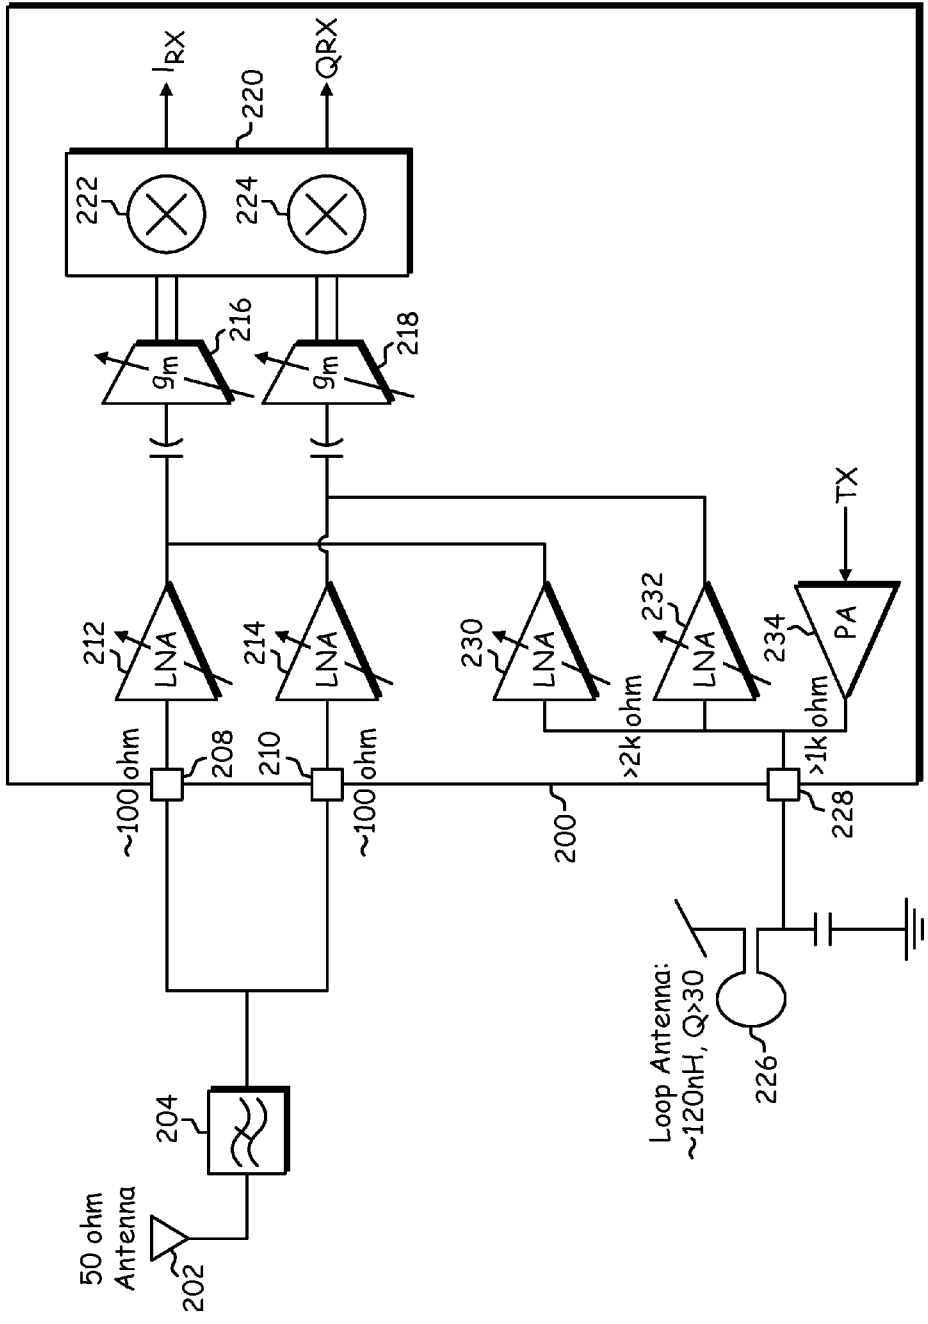 50 ohm
Antenna
202
204
~100 ohm
208
210
~100 ohm
200
212
LNA
214
LNA
gm
216
gm
218
222
224
220
IRX
QRX
Loop Antenna:
~120nH, Q>30
226
228
230
LNA
>2k ohm
232
LNA
>1k ohm
234
PA
TX